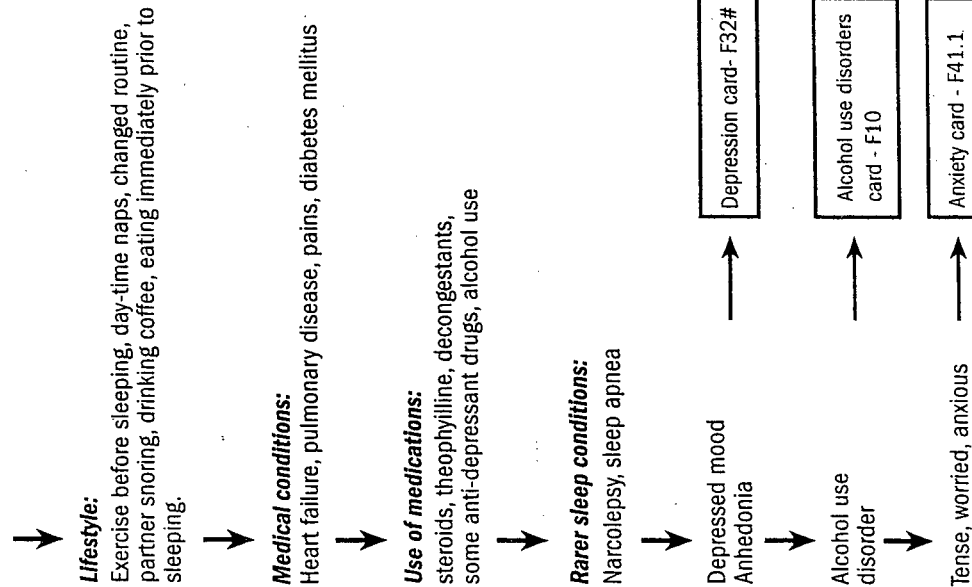 Lifestyle:
Exercise before sleeping, day-time naps, changed routine,
partner snoring, drinking coffee, eating immediately prior to
sleeping.
Medical conditions:
Heart failure, pulmonary disease, pains, diabetes mellitus
Use of medications:
steroids, theophyilline, decongestants,
some anti-depressant drugs, alcohol use
Rarer sleep conditions:
Narcolepsy, sleep apnea
Depressed mood
Anhedonia
Depression card- F32#
Alcohol use
disorder
Alcohol use disorders
card - F10
Tense, worried, anxious
Anxiety card - F41.1